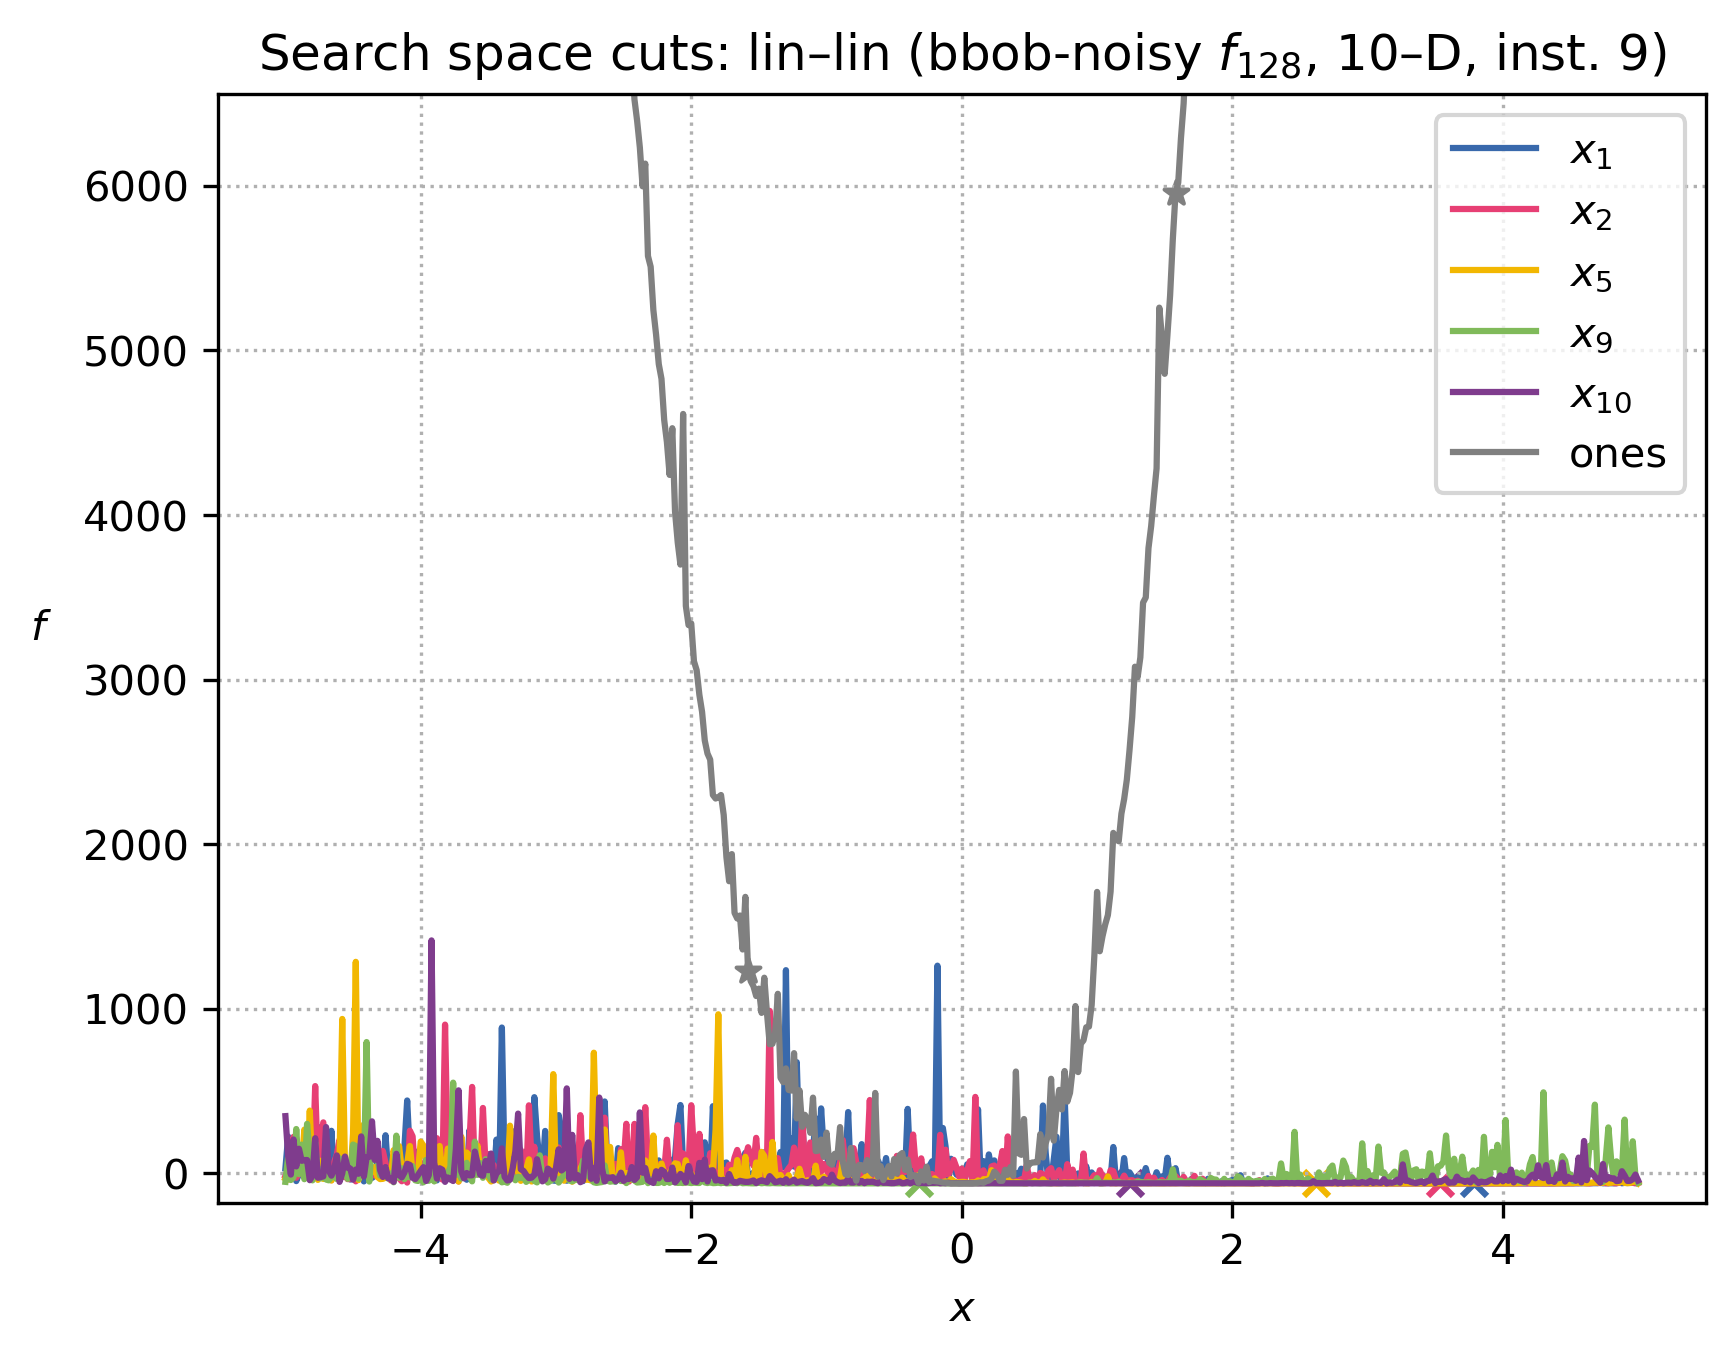 Search space cuts: lin–lin (bbob-noisy f₁₂₈, 10–D, inst. 9)
x₁
x₂
x₅
x₉
x₁₀
ones
6000
5000
4000
3000
2000
1000
0
f
−4 −2 0 2 4
x